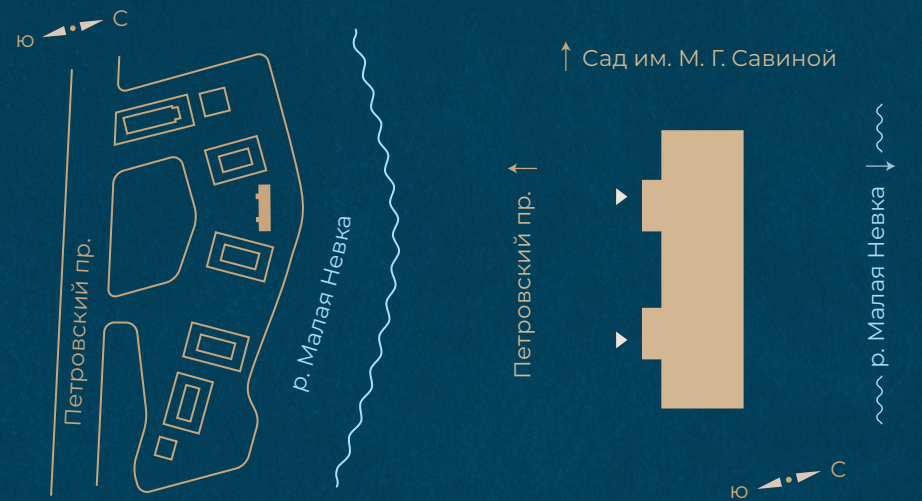 Ю
С
Петровский пр.
р. Малая Невка
Сад им. М. Г. Савиной
Петровский пр.
р. Малая Невка
Ю
С